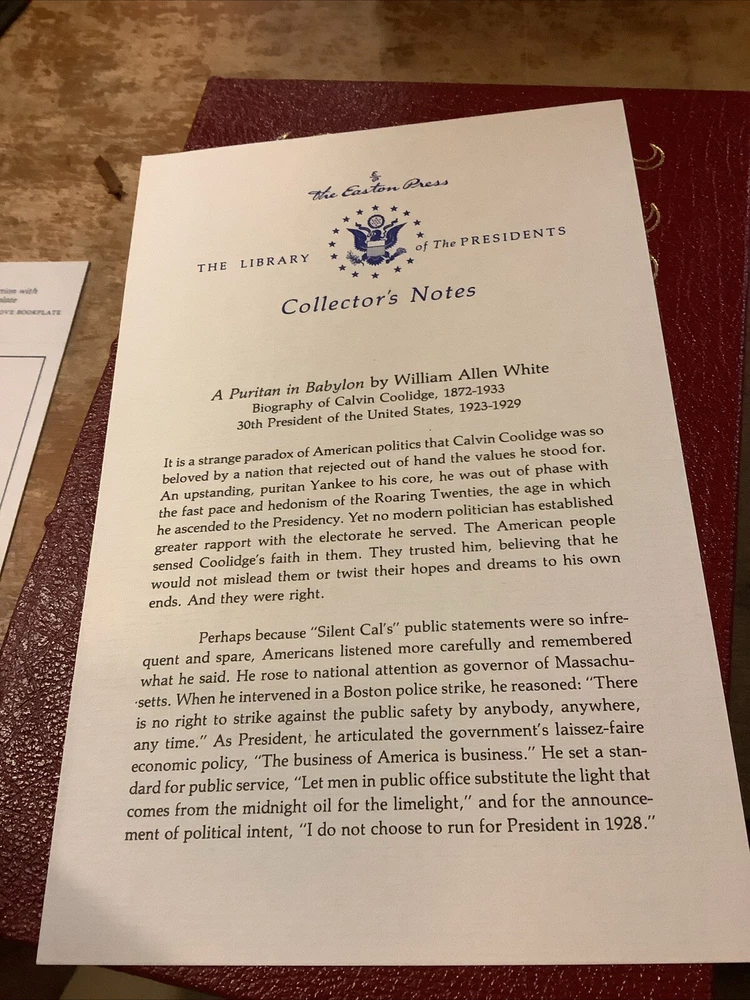 The Easton Press
THE LIBRARY of The PRESIDENTS
Collector's Notes
A Puritan in Babylon by William Allen White
Biography of Calvin Coolidge, 1872-1933
30th President of the United States, 1923-1929
It is a strange paradox of American politics that Calvin Coolidge was so
beloved by a nation that rejected out of hand the values he stood for.
An upstanding, puritan Yankee to his core, he was out of phase with
the fast pace and hedonism of the Roaring Twenties, the age in which
he ascended to the Presidency. Yet no modern politician has established
greater rapport with the electorate he served. The American people
sensed Coolidge's faith in them. They trusted him, believing that he
would not mislead them or twist their hopes and dreams to his own
ends. And they were right.
Perhaps because "Silent Cal's" public statements were so infre-
quent and spare, Americans listened more carefully and remembered
what he said. He rose to national attention as governor of Massachu-
setts. When he intervened in a Boston police strike, he reasoned: "There
is no right to strike against the public safety by anybody, anywhere,
any time." As President, he articulated the government's laissez-faire
economic policy, "The business of America is business." He set a stan-
dard for public service, "Let men in public office substitute the light that
comes from the midnight oil for the limelight," and for the announce-
ment of political intent, "I do not choose to run for President in 1928."
with
BOOKPLATE